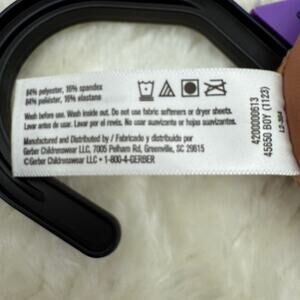 84% polyester, 16% spandex
84% poliéster, 16% elastano
Wash before use. Wash inside out. Do not use fabric softeners or dryer sheets.
Lavar antes de usar. Lavar por el revés. No usar suavizantes o hojas de secadora.
Manufactured and Distributed by / Fabricado y distribuido por
Gerber Childrenswear LLC, 7005 Pelham Rd, Greenville, SC 29615
©Gerber Childrenswear LLC • 1-800-4-GERBER
4200000613
45650 BOY (1123)